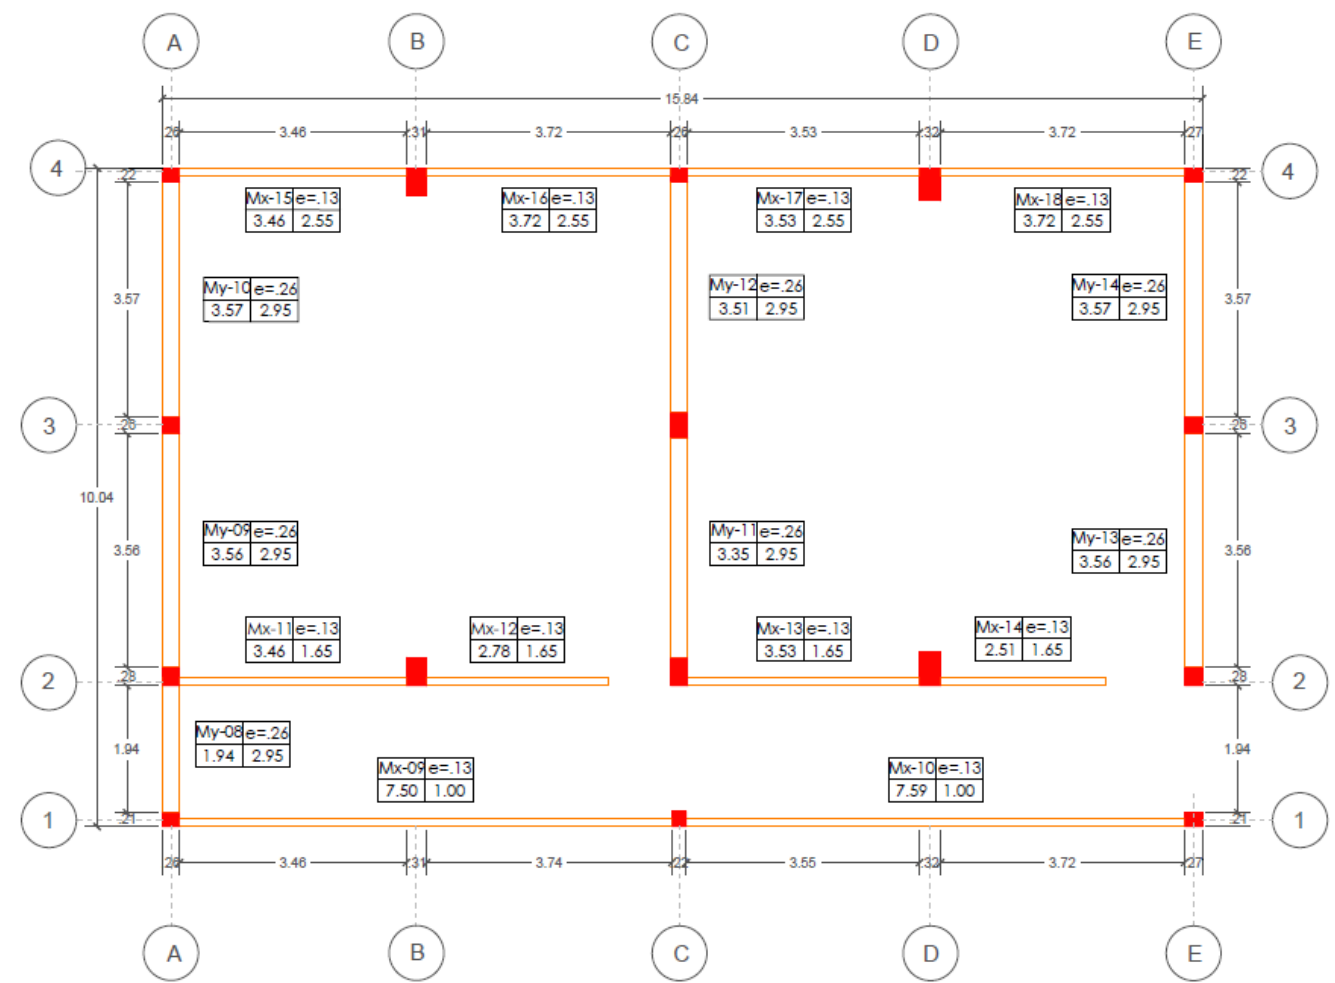 A B C D E
15.84
.26 3.46 .31 3.72 .26 3.53 .32 3.72 .27
4 .22 .22 4
Mx-15 e=.13 Mx-16 e=.13 Mx-17 e=.13 Mx-18 e=.13
3.46 2.55 3.72 2.55 3.53 2.55 3.72 2.55
My-10 e=.26 My-12 e=.26 My-14 e=.26
3.57 3.57 2.95 3.51 2.95 3.57 2.95 3.57
3 .26 .26 3
10.04
My-09 e=.26 My-11 e=.26 My-13 e=.26
3.56 3.56 2.95 3.35 2.95 3.56 2.95 3.56
Mx-11 e=.13 Mx-12 e=.13 Mx-13 e=.13 Mx-14 e=.13
3.46 1.65 2.78 1.65 3.53 1.65 2.51 1.65
2 .28 .28 2
My-08 e=.26
1.94 1.94 2.95 1.94
Mx-09 e=.13 Mx-10 e=.13
7.50 1.00 7.59 1.00
1 .21 .21 1
.26 3.46 .31 3.74 .22 3.55 .32 3.72 .27
A B C D E